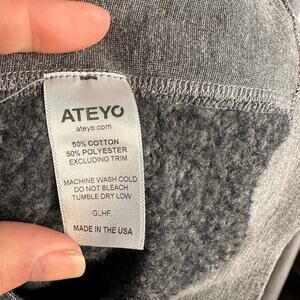 ATEYO
ateyo.com
50% COTTON
50% POLYESTER
EXCLUDING TRIM
MACHINE WASH COLD
DO NOT BLEACH
TUMBLE DRY LOW
GLHF.
MADE IN THE USA